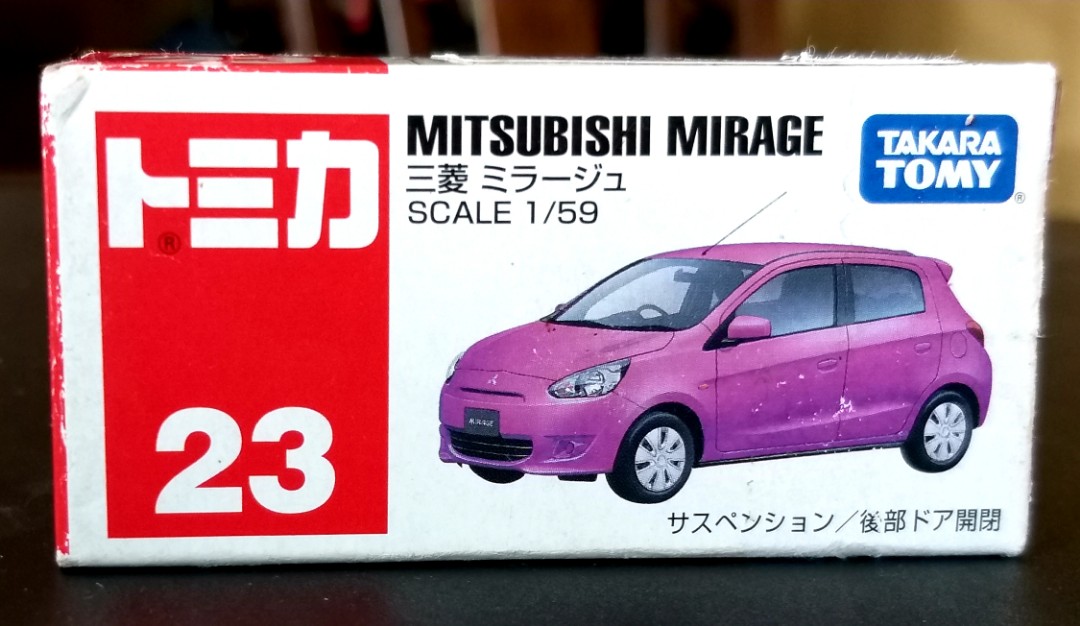 トミカ
®
23
MITSUBISHI MIRAGE
三菱 ミラージュ
SCALE 1/59
TAKARA
TOMY
®
サスペンション／後部ドア開閉